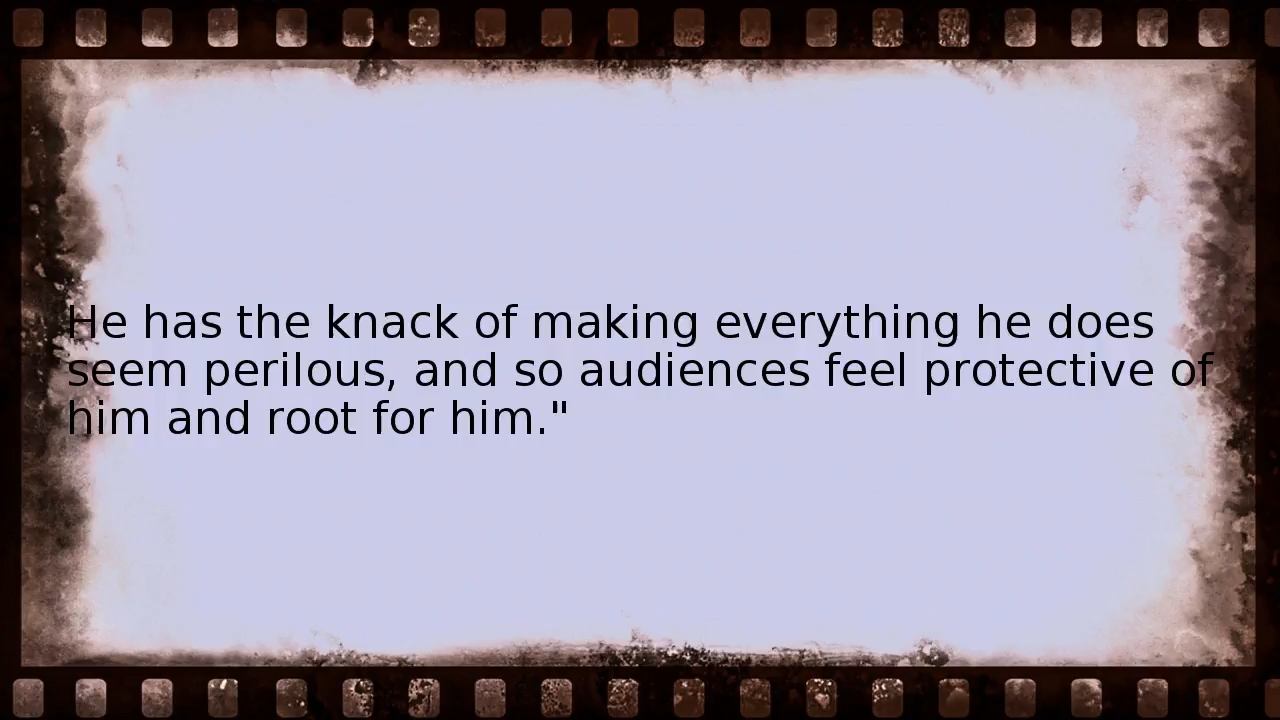 He has the knack of making everything he does
seem perilous, and so audiences feel protective of
him and root for him."